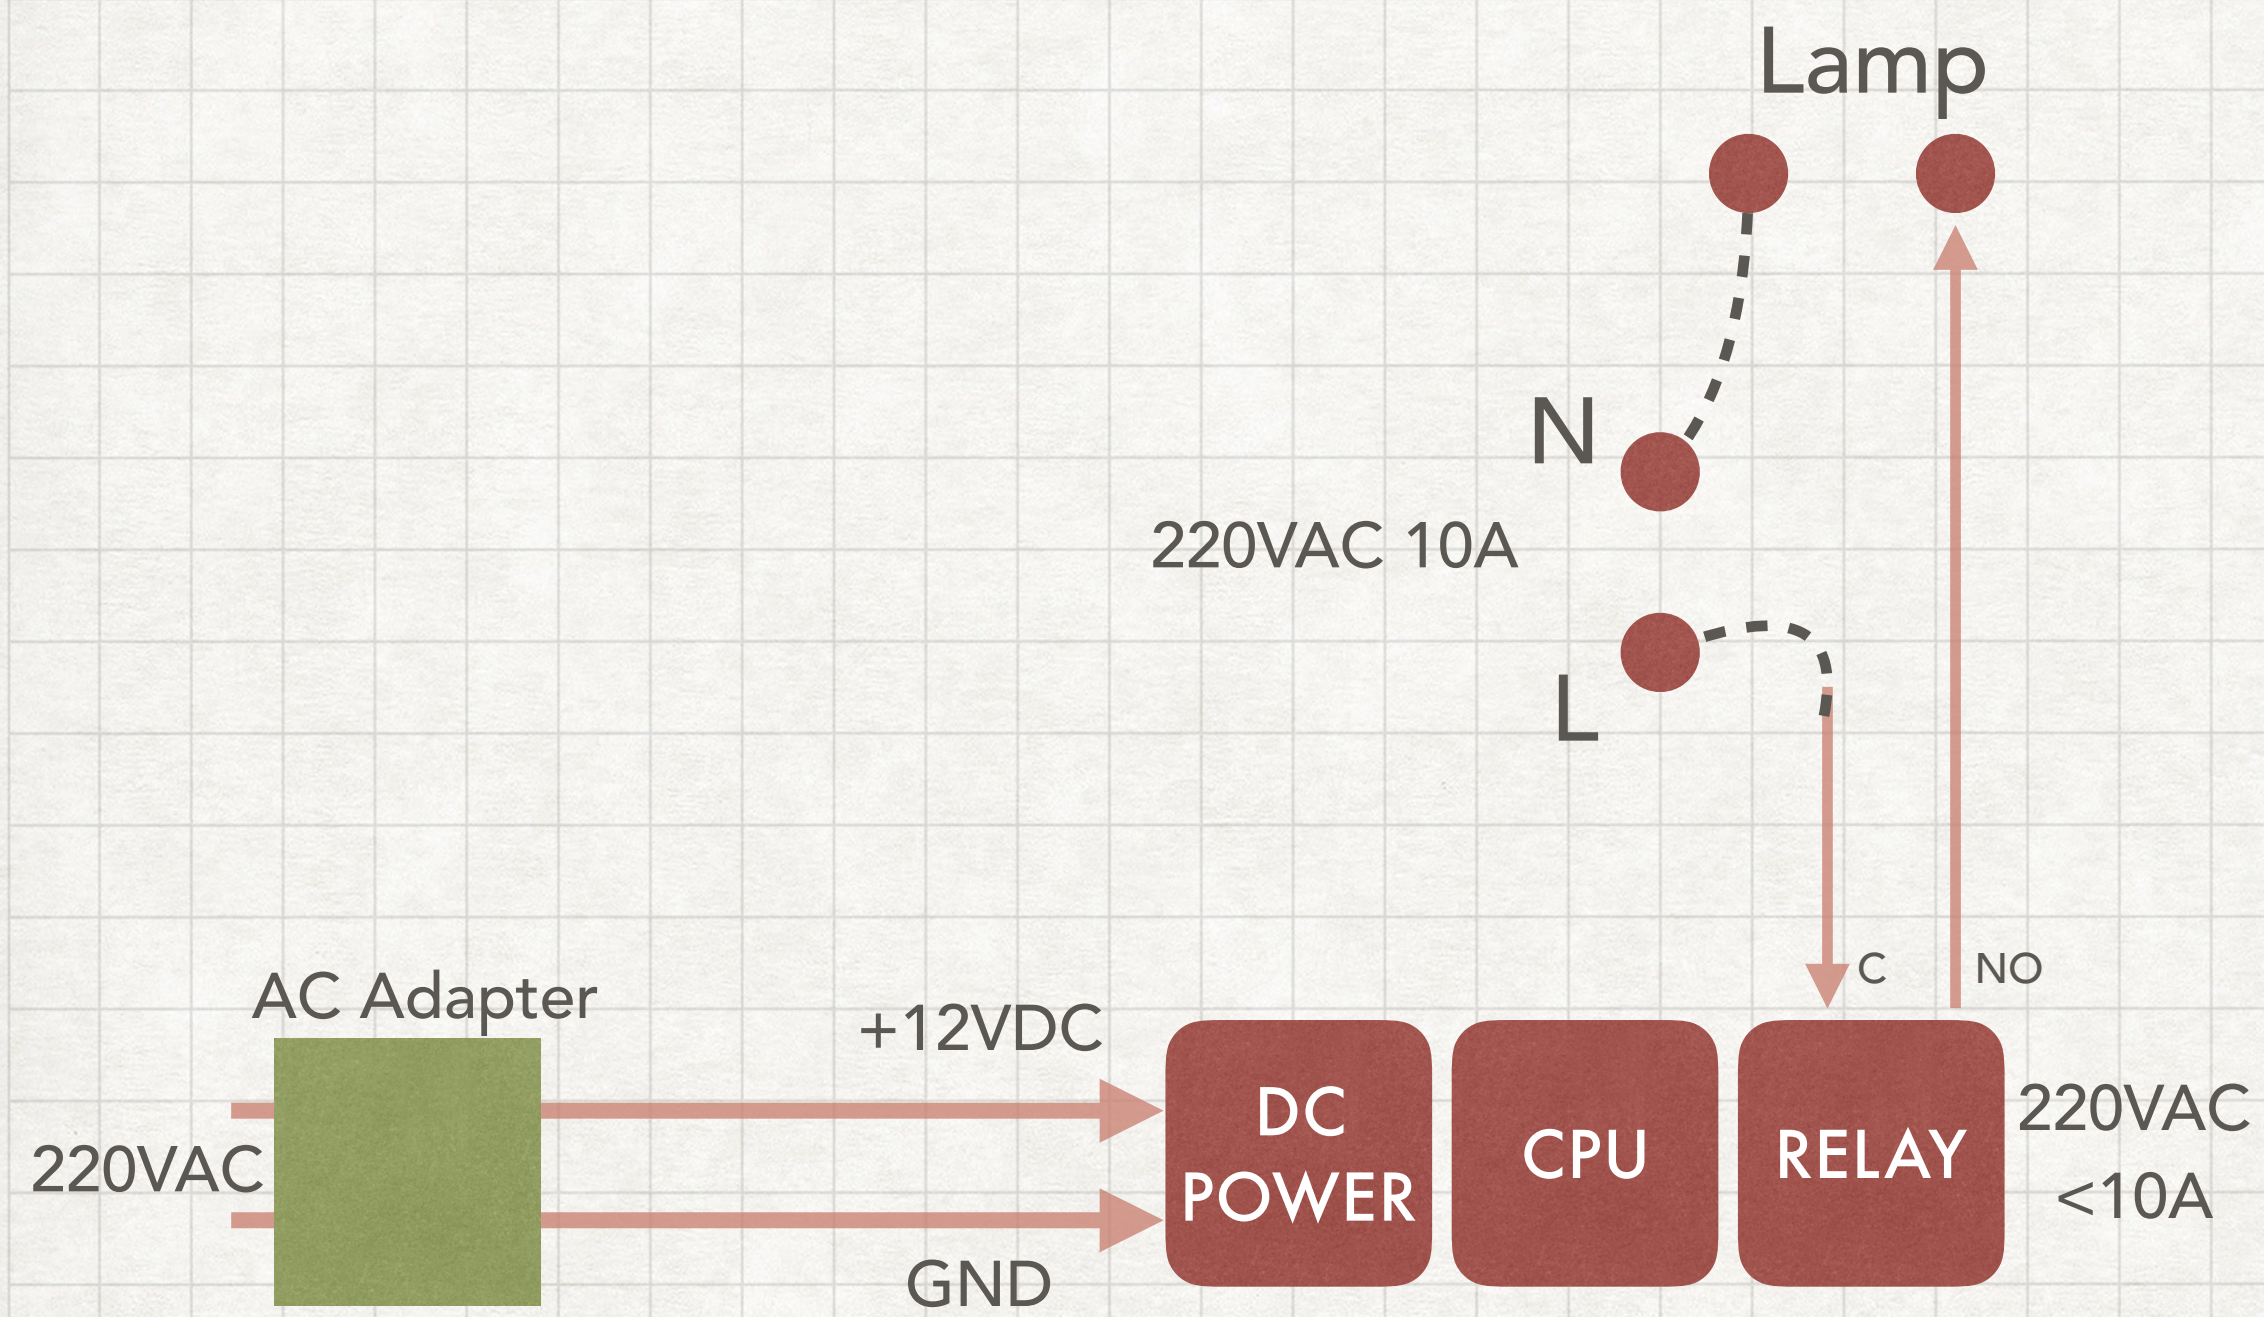 Lamp
N
220VAC 10A
L
C
NO
AC Adapter
+12VDC
220VAC
GND
DC
POWER
CPU
RELAY
220VAC
<10A